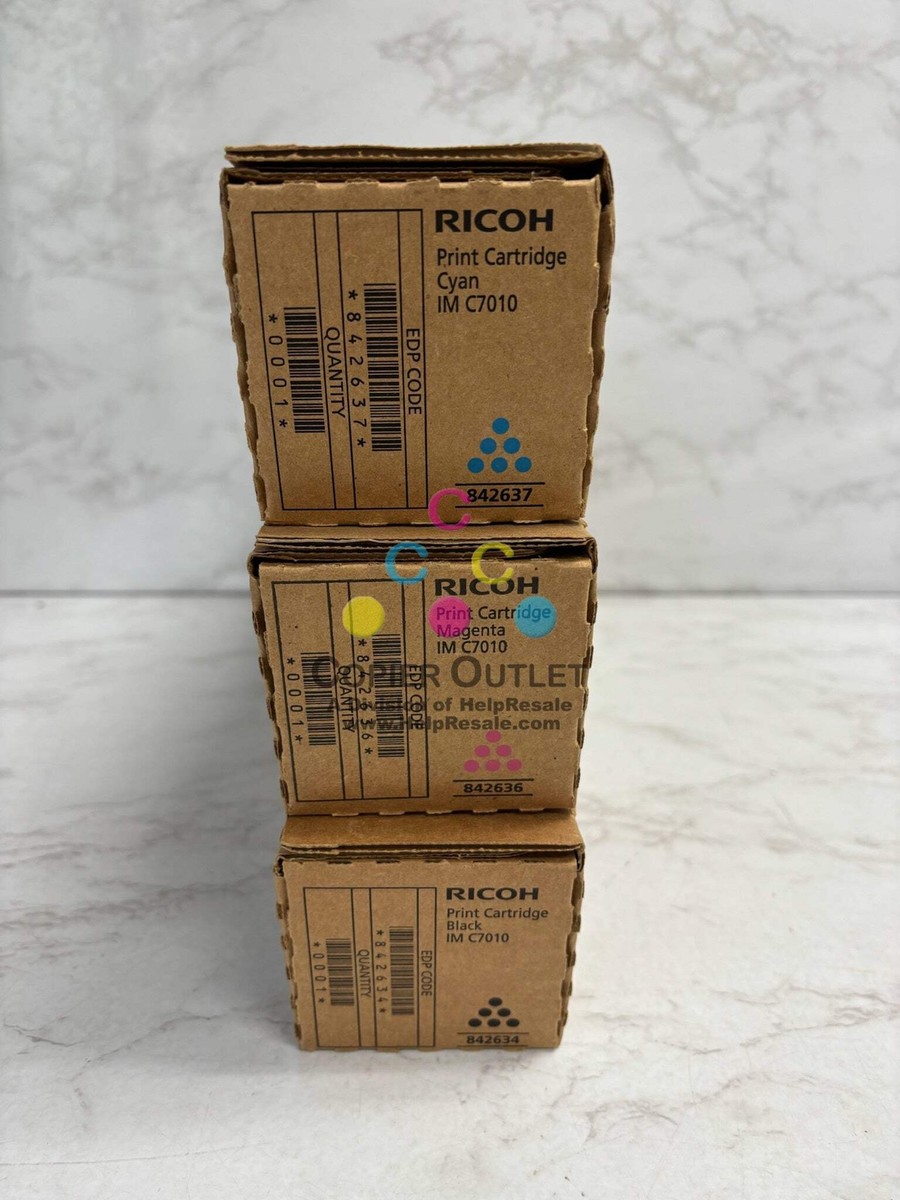 RICOH
Print Cartridge
Cyan
IM C7010
EDP CODE
*842637*
QUANTITY
*0001*
842637
C
C C
RICOH
Print Cartridge
Magenta
IM C7010
EDP CODE
*842636*
QUANTITY
*0001*
COPIER OUTLET
A Division of HelpResale
www.HelpResale.com
842636
RICOH
Print Cartridge
Black
IM C7010
EDP CODE
*842634*
QUANTITY
*0001*
842634